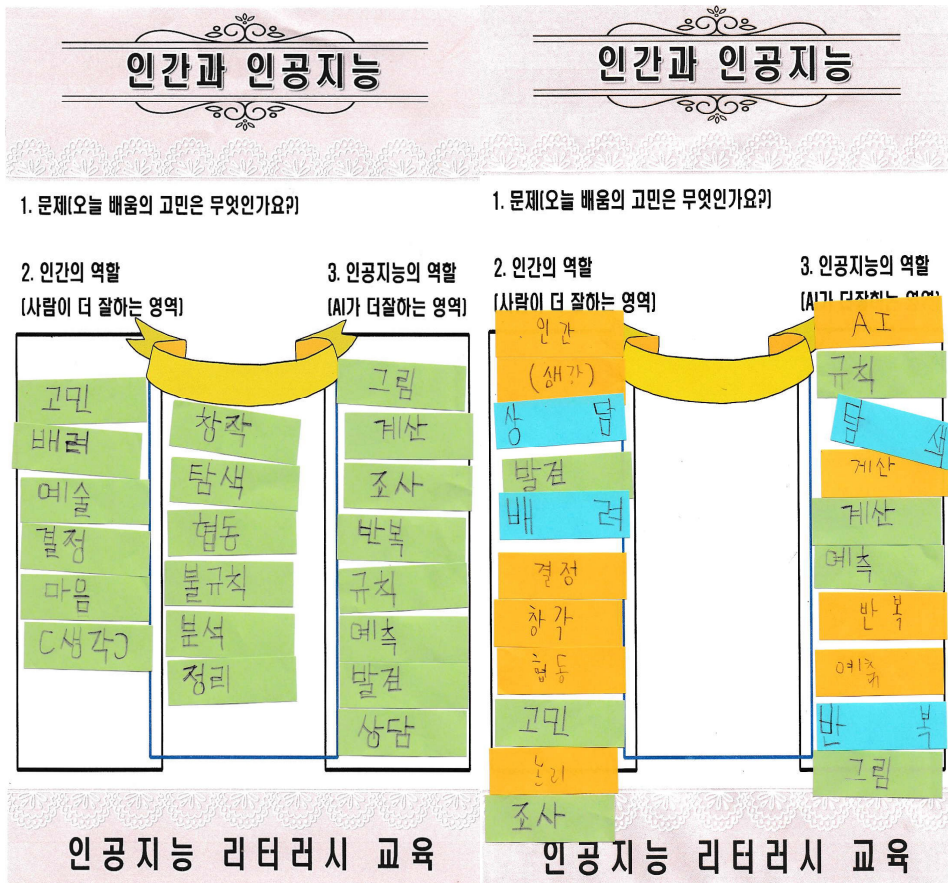 인간과 인공지능
1. 문제(오늘 배움의 고민은 무엇인가요?)
2. 인간의 역할
(사람이 더 잘하는 영역)
3. 인공지능의 역할
(AI가 더잘하는 영역)
고민
배려
예술
결정
마음
(생각)
창작
탐색
협동
불규칙
분석
정리
그림
계산
조사
반복
규칙
예측
발견
상담
인공지능 리터러시 교육
인간과 인공지능
1. 문제(오늘 배움의 고민은 무엇인가요?)
2. 인간의 역할
(사람이 더 잘하는 영역)
3. 인공지능의 역할
(AI가 더잘하는 영역)
인간
상 담
발견
배 려
결정
창작
협동
고민
조사
AI
규칙
탐 색
계산
계산
예측
반복
예측
반 복
그림
인공지능 리터러시 교육